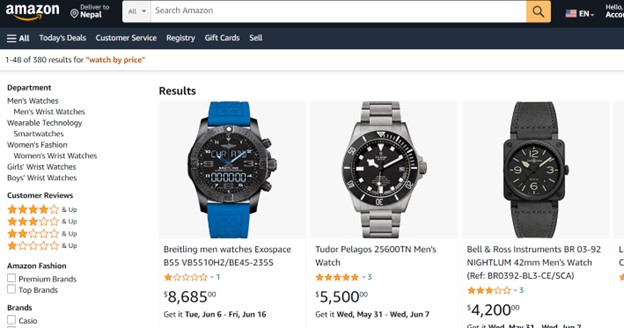 amazon
Deliver to
Nepal
All
Search Amazon
EN
Hello,
All
Today's Deals
Customer Service
Registry
Gift Cards
Sell
1-48 of 380 results for "watch by price"
Department
Men's Watches
Men's Wrist Watches
Wearable Technology
Smartwatches
Women's Fashion
Women's Wrist Watches
Girls' Wrist Watches
Boys' Wrist Watches
Customer Reviews
& Up
& Up
& Up
& Up
Amazon Fashion
Premium Brands
Top Brands
Brands
Casio
Results
Breitling men watches Exospace
B55 VB5510H2/BE45-235S
1
$8,685.00
Get it Tue, Jun 6 - Fri, Jun 16
Tudor Pelagos 25600TN Men's
Watch
3
$5,500.00
Get it Wed, May 31 - Wed, Jun 7
Bell & Ross Instruments BR 03-92
NIGHTLUM 42mm Men's Watch
(Ref: BR0392-BL3-CE/SCA)
3
$4,200.00
Get it Wed, May 31 - Wed, Jun 7